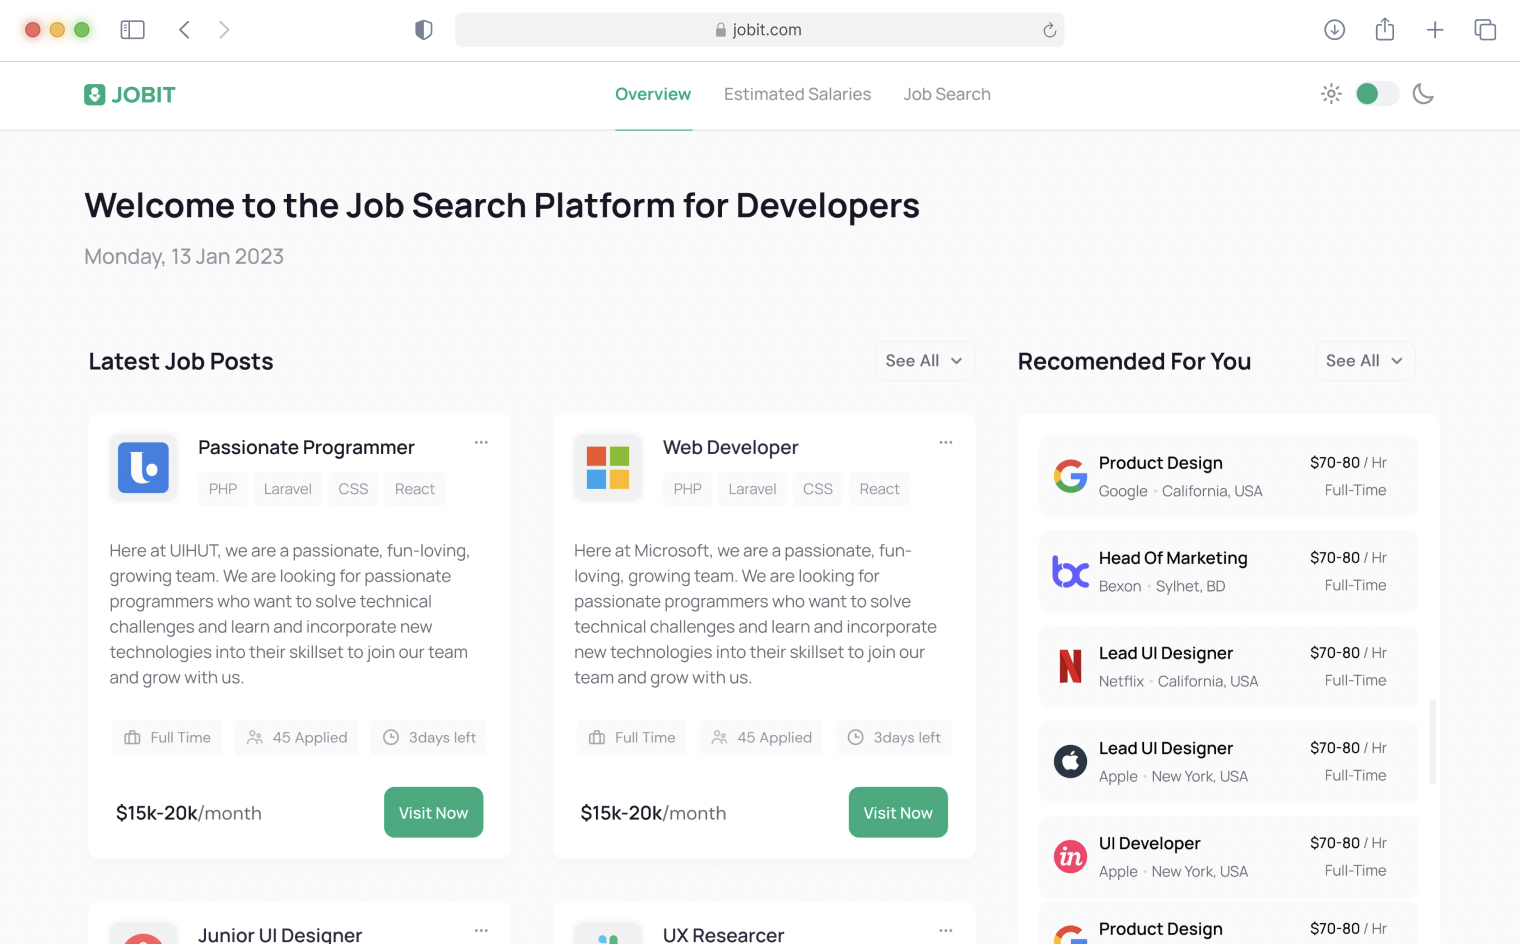 jobit.com
JOBIT
Overview
Estimated Salaries
Job Search
Welcome to the Job Search Platform for Developers
Monday, 13 Jan 2023
Latest Job Posts
See All
Passionate Programmer
PHP
Laravel
CSS
React
Here at UIHUT, we are a passionate, fun-loving,
growing team. We are looking for passionate
programmers who want to solve technical
challenges and learn and incorporate new
technologies into their skillset to join our team
and grow with us.
Full Time
45 Applied
3days left
$15k-20k/month
Visit Now
Web Developer
PHP
Laravel
CSS
React
Here at Microsoft, we are a passionate, fun-
loving, growing team. We are looking for
passionate programmers who want to solve
technical challenges and learn and incorporate
new technologies into their skillset to join our
team and grow with us.
Full Time
45 Applied
3days left
$15k-20k/month
Visit Now
Junior UI Designer
UX Researcer
Recomended For You
See All
Product Design
$70-80 / Hr
Google • California, USA
Full-Time
Head Of Marketing
$70-80 / Hr
Bexon • Sylhet, BD
Full-Time
Lead UI Designer
$70-80 / Hr
Netflix • California, USA
Full-Time
Lead UI Designer
$70-80 / Hr
Apple • New York, USA
Full-Time
in
UI Developer
$70-80 / Hr
Apple • New York, USA
Full-Time
Product Design
$70-80 / Hr